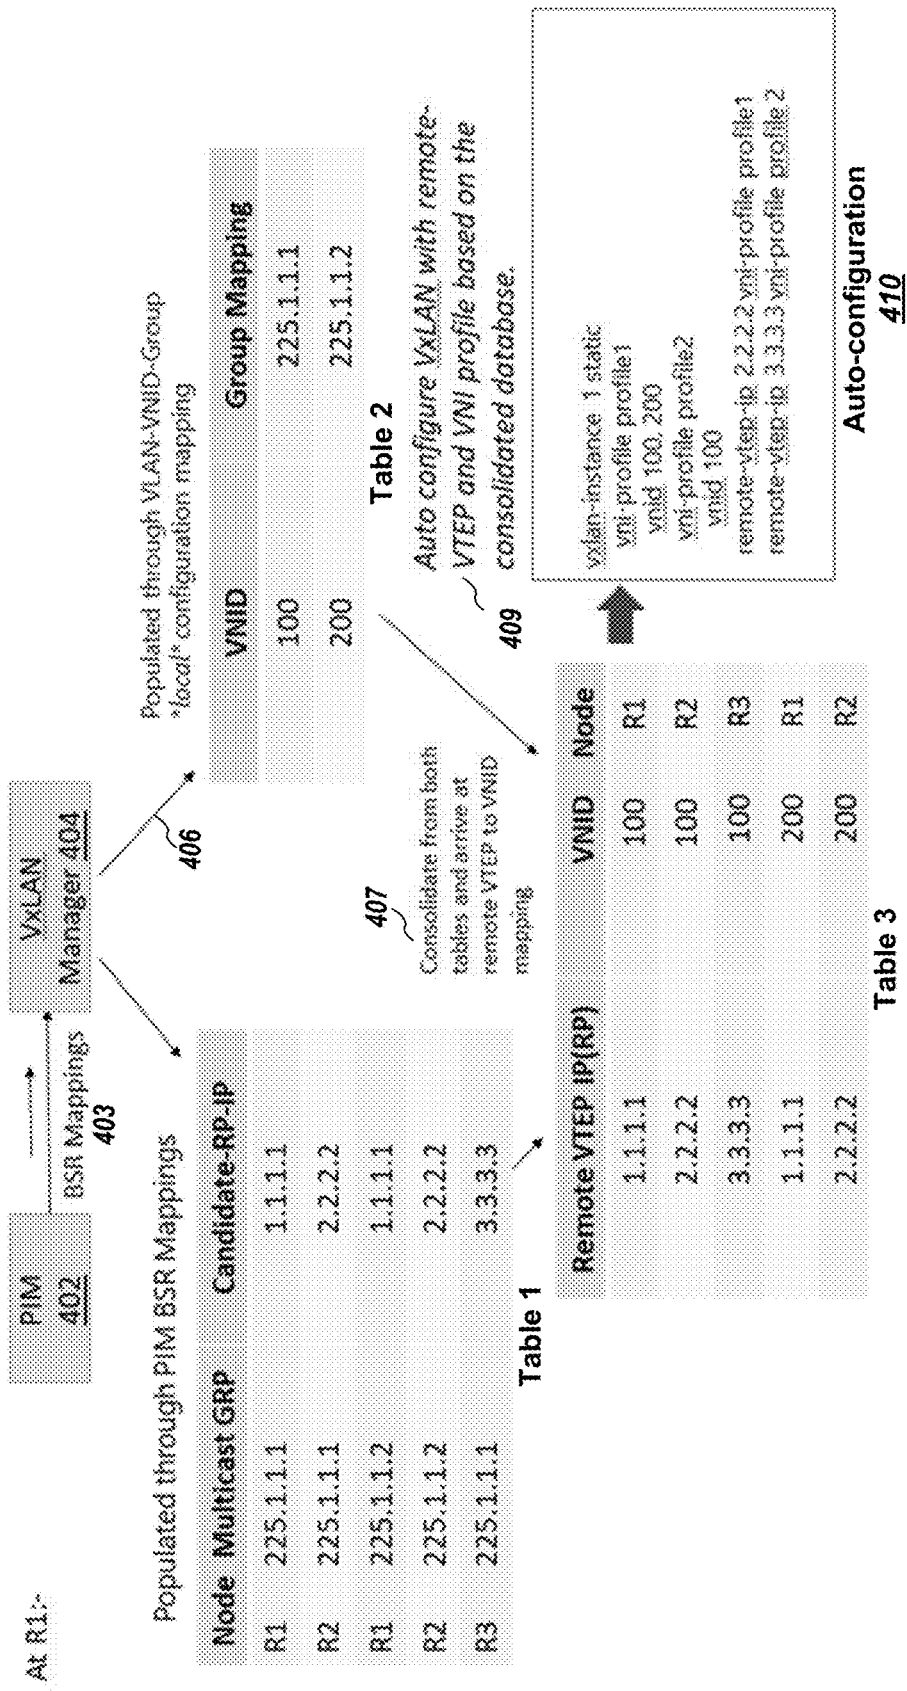 At R1:-
PIM
402
BSR Mappings
403
VxLAN
Manager 404
406
Populated through PIM BSR Mappings
Node Multicast GRP Candidate-RP-IP
R1 225.1.1.1 1.1.1.1
R2 225.1.1.1 2.2.2.2
R1 225.1.1.2 1.1.1.1
R2 225.1.1.2 2.2.2.2
R3 225.1.1.1 3.3.3.3
Table 1
Populated through VLAN-VNID-Group
*local* configuration mapping
VNID Group Mapping
100 225.1.1.1
200 225.1.1.2
Table 2
407
Consolidate from both
tables and arrive at
remote VTEP to VNID
mapping
409
Auto configure VxLAN with remote-
VTEP and VNI profile based on the
consolidated database.
Remote VTEP IP(RP) VNID Node
1.1.1.1 100 R1
2.2.2.2 100 R2
3.3.3.3 100 R3
1.1.1.1 200 R1
2.2.2.2 200 R2
Table 3
vxlan-instance 1 static
vni-profile profile1
vnid 100, 200
vni-profile profile2
vnid 100
remote-vtep-ip 2.2.2.2 vni-profile profile1
remote-vtep-ip 3.3.3.3 vni-profile profile 2
Auto-configuration
410